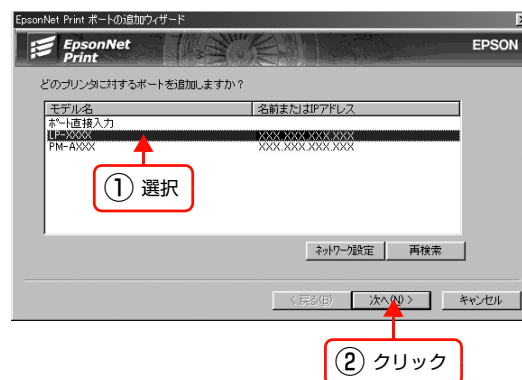 EpsonNet Print ポートの追加ウィザード
EpsonNet
Print
EPSON
どのプリンタに対するポートを追加しますか？
モデル名 名前またはIPアドレス
ポート直接入力
LP-XXXX XXX.XXX.XXX.XXX
PM-AXXX XXX.XXX.XXX.XXX
① 選択
ネットワーク設定 再検索
< 戻る(B) 次へ(N) > キャンセル
② クリック